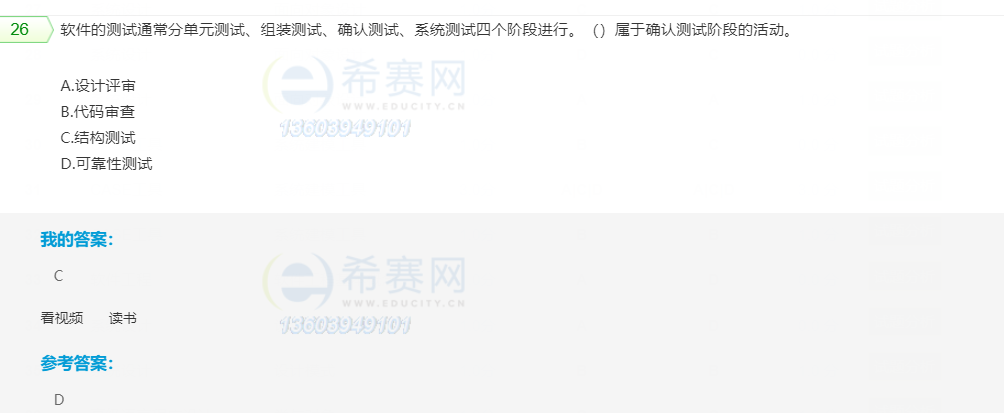 26
软件的测试通常分单元测试、组装测试、确认测试、系统测试四个阶段进行。（）属于确认测试阶段的活动。
希赛网
WWW.EDUCITY.CN
13603949101
A.设计评审
B.代码审查
C.结构测试
D.可靠性测试
我的答案:
C
希赛网
WWW.EDUCITY.CN
13603949101
看视频 读书
参考答案:
D